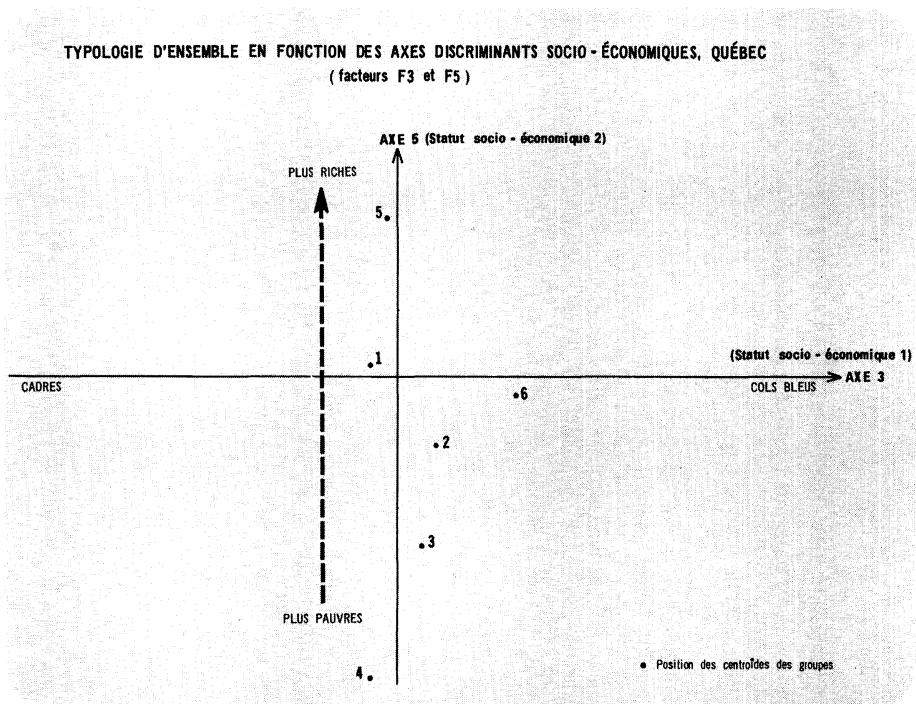 TYPOLOGIE D'ENSEMBLE EN FONCTION DES AXES DISCRIMINANTS SOCIO-ÉCONOMIQUES, QUÉBEC
(facteurs F3 et F5)
AXE 5 (Statut socio-économique 2)
PLUS RICHES
5
1
(Statut socio-économique 1)
CADRES
COLS BLEUS
AXE 3
6
2
3
PLUS PAUVRES
4
• Position des centroïdes des groupes